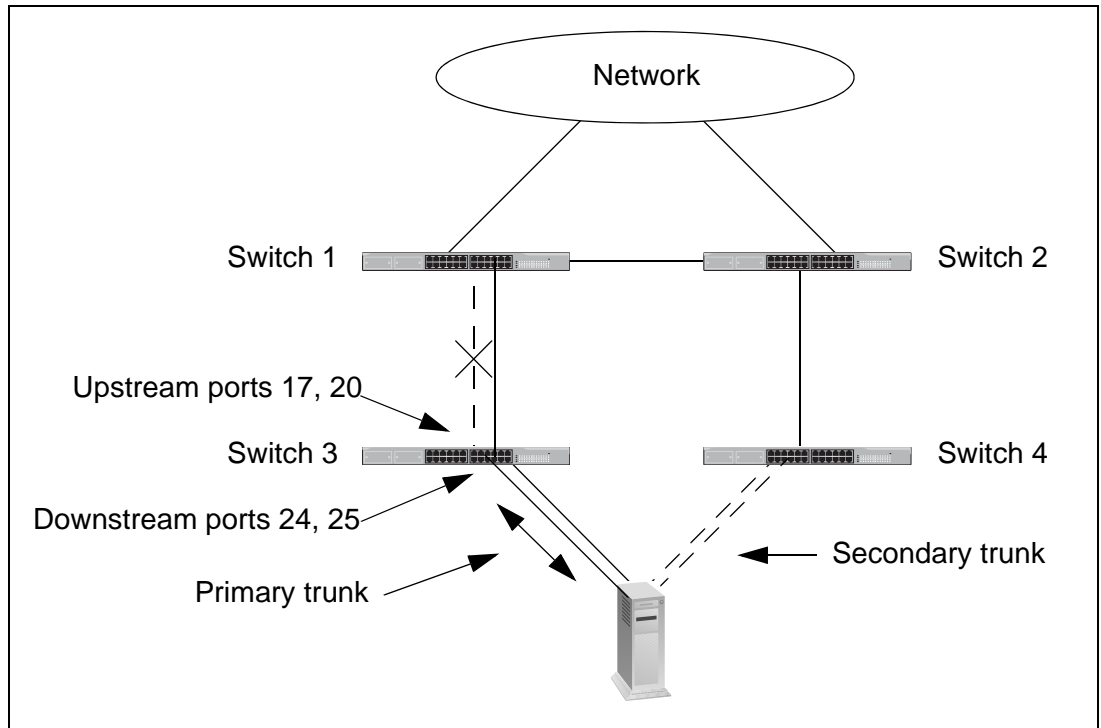 Network
Switch 1
Switch 2
Upstream ports 17, 20
Switch 3
Switch 4
Downstream ports 24, 25
Secondary trunk
Primary trunk